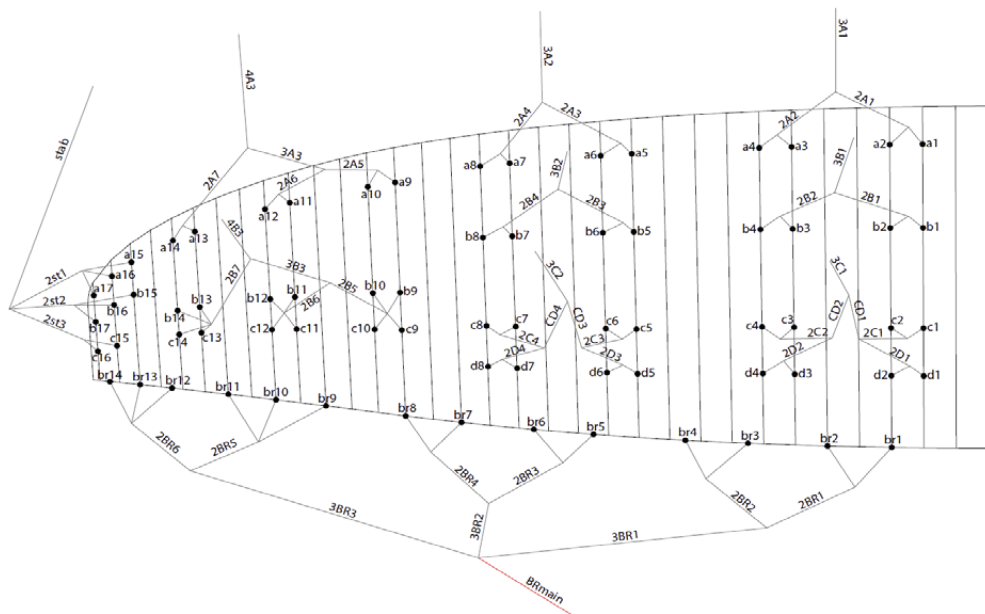 3A1
3A2
4A3
stab
2A4
2A3
2A2
2A1
3A3
2A5
2A6
2A7
a8
a7
a6
a5
a4
a3
a2
a1
3B2
3B1
a12
a11
a10
a9
a14
a13
4B3
2B4
2B3
2B2
2B1
b8
b7
b6
b5
b4
b3
b2
b1
a15
a16
a17
2st1
2st2
2st3
b15
b16
b17
c15
c16
b14
b13
c14
c13
2B7
3B3
2B5
2B6
b12
b11
b10
b9
c12
c11
c10
c9
3C2
3C1
CD4
CD3
CD2
CD1
c8
c7
c6
c5
c4
c3
c2
c1
2C4
2C3
2C2
2C1
2D4
2D3
2D2
2D1
d8
d7
d6
d5
d4
d3
d2
d1
br14
br13
br12
br11
br10
br9
br8
br7
br6
br5
br4
br3
br2
br1
2BR6
2BR5
2BR4
2BR3
2BR2
2BR1
3BR3
3BR2
3BR1
BRmain